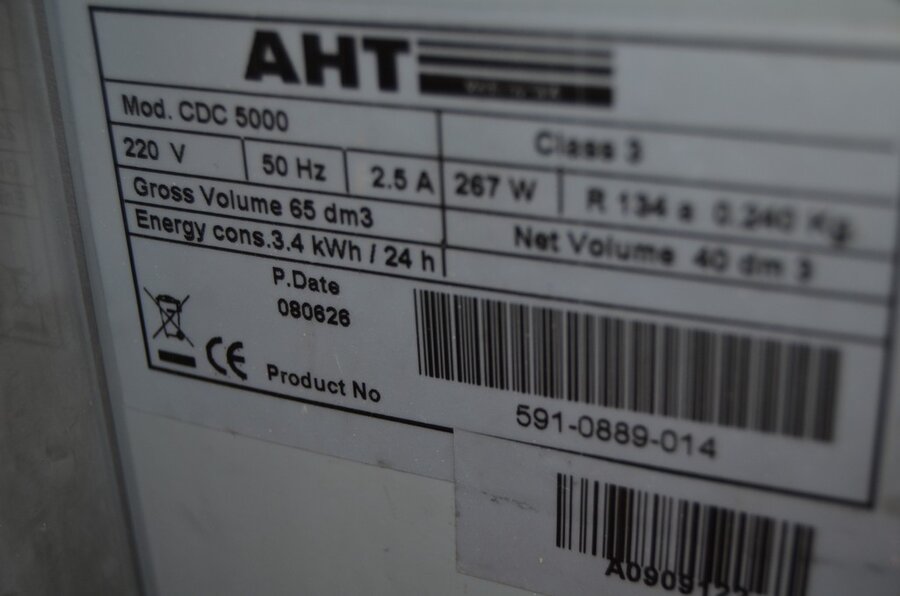 AHT
Mod. CDC 5000
Class 3
220 V 50 Hz 2.5 A 267 W R 134 a 0.240 Kg.
Gross Volume 65 dm3
Net Volume 40 dm 3
Energy cons.3.4 kWh / 24 h
P.Date
080626
CE
Product No
591-0889-014